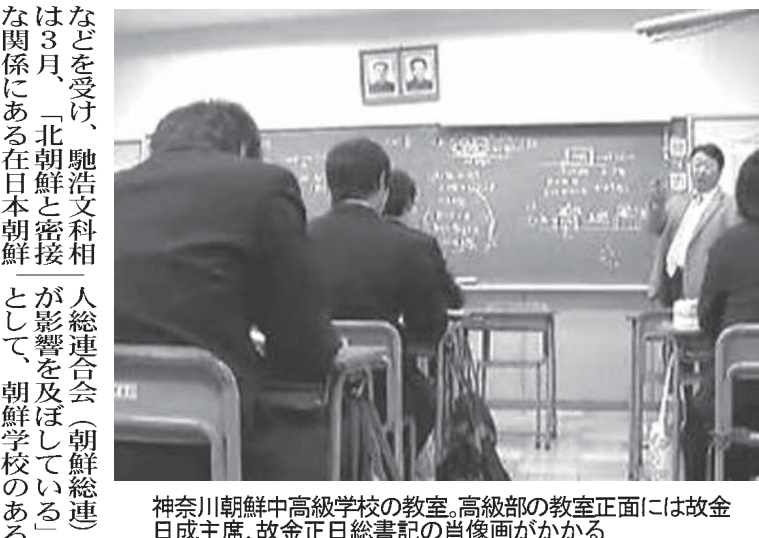 などを受け、馳浩文科相
は3月、「北朝鮮と密接
な関係にある在日本朝鮮
人総連合会（朝鮮総連）
が影響を及ぼしている」
として、朝鮮学校のある
神奈川朝鮮中高級学校の教室。高級部の教室正面には故金
日成主席、故金正日総書記の肖像画がかかる